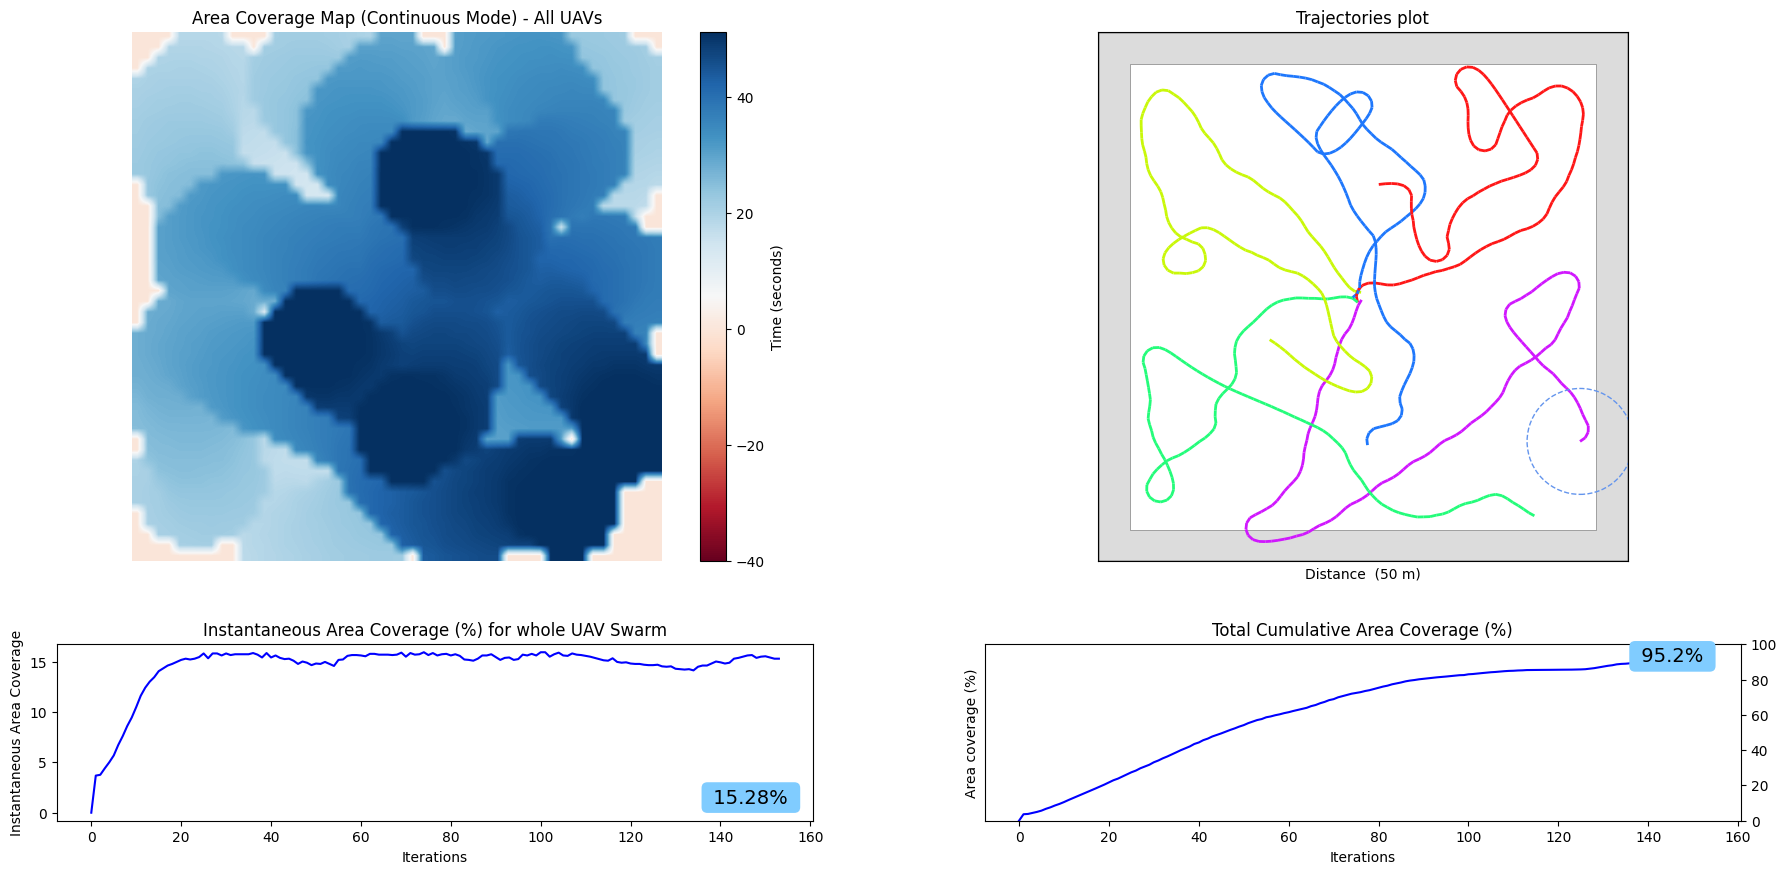 Area Coverage Map (Continuous Mode) - All UAVs
40
20
0
−20
−40
Time (seconds)
Trajectories plot
Distance  (50 m)
Instantaneous Area Coverage (%) for whole UAV Swarm
Instantaneous Area Coverage
15
10
5
0
15.28%
0 20 40 60 80 100 120 140 160
Iterations
Total Cumulative Area Coverage (%)
Area coverage (%)
95.2%
100
80
60
40
20
0
0 20 40 60 80 100 120 140 160
Iterations